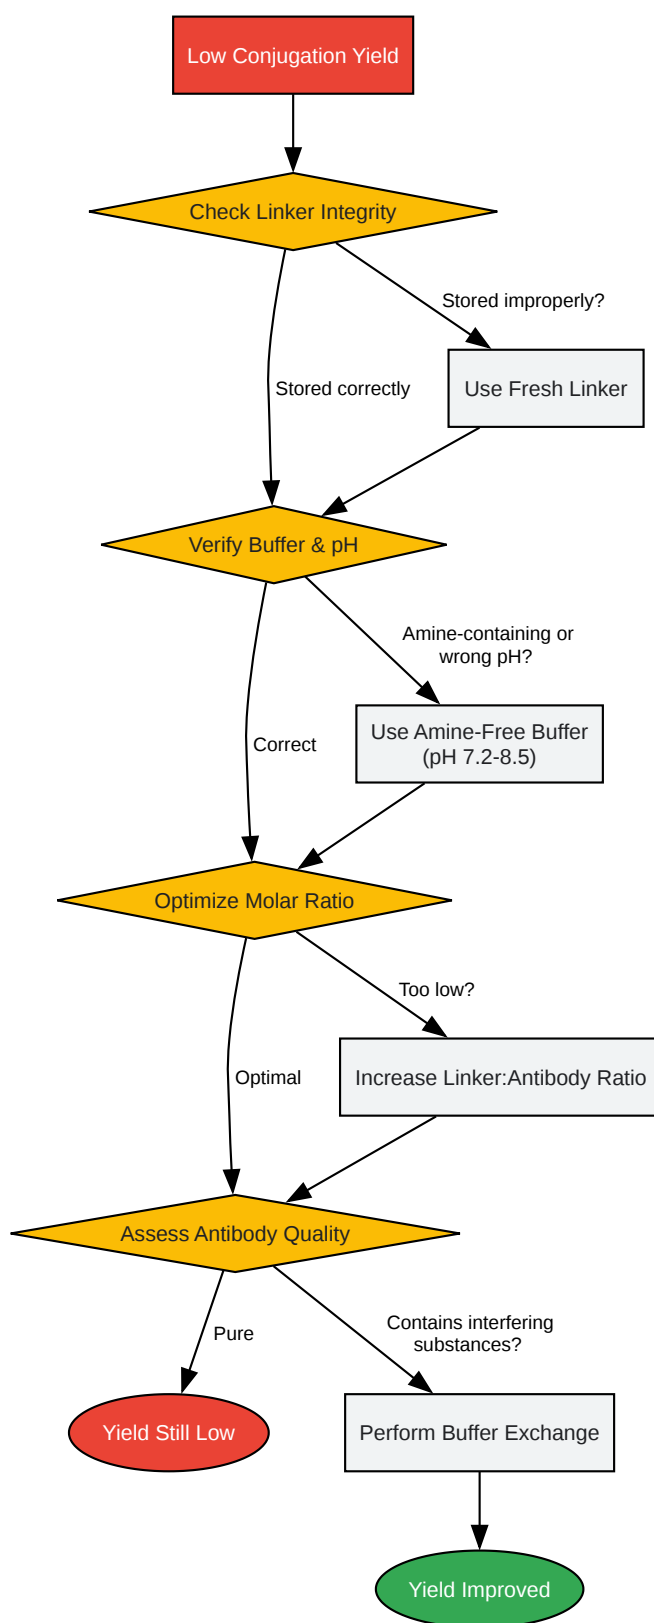 Low Conjugation Yield
Check Linker Integrity
Stored improperly?
Stored correctly
Use Fresh Linker
Verify Buffer & pH
Amine-containing or
wrong pH?
Correct
Use Amine-Free Buffer
(pH 7.2-8.5)
Optimize Molar Ratio
Too low?
Optimal
Increase Linker:Antibody Ratio
Assess Antibody Quality
Pure
Contains interfering
substances?
Yield Still Low
Perform Buffer Exchange
Yield Improved